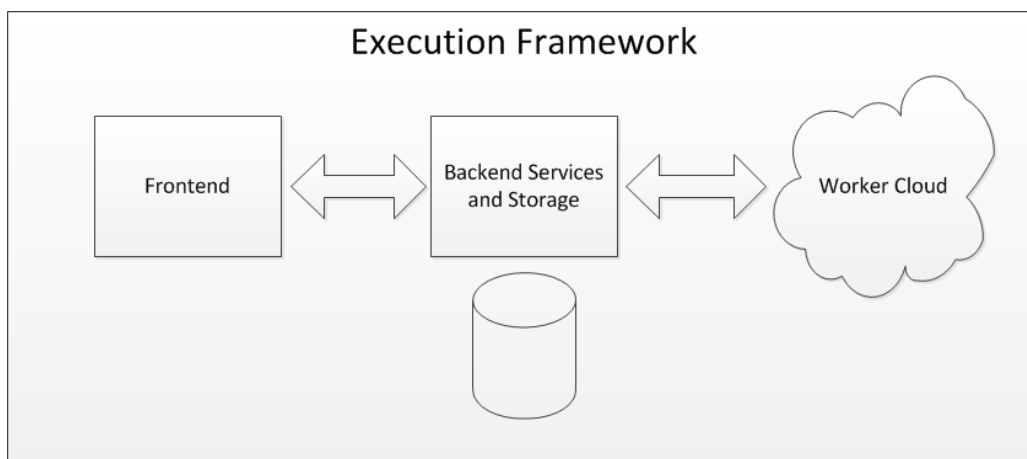 Execution Framework
Frontend
Backend Services
and Storage
Worker Cloud